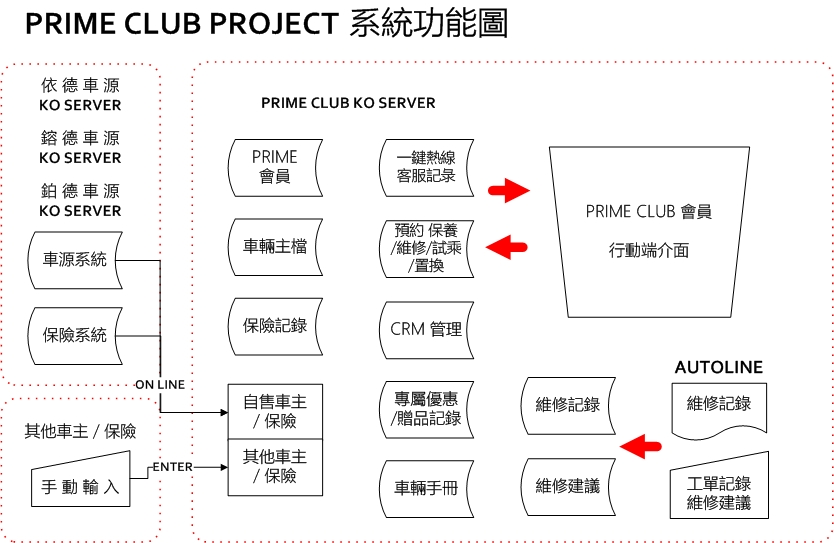 PRIME CLUB PROJECT 系統功能圖
依德車源
KO SERVER
鎔德車源
KO SERVER
鉑德車源
KO SERVER
車源系統
保險系統
ON LINE
其他車主 / 保險
手動輸入
ENTER
PRIME CLUB KO SERVER
PRIME
會員
車輛主檔
保險記錄
自售車主
/ 保險
其他車主
/ 保險
一鍵熱線
客服記录
預約 保養
/維修/試乘
/置換
CRM 管理
專屬優惠
/贈品記錄
車輛手冊
PRIME CLUB 會員
行動端介面
維修記錄
維修建議
AUTOLINE
維修記錄
工單記錄
維修建議